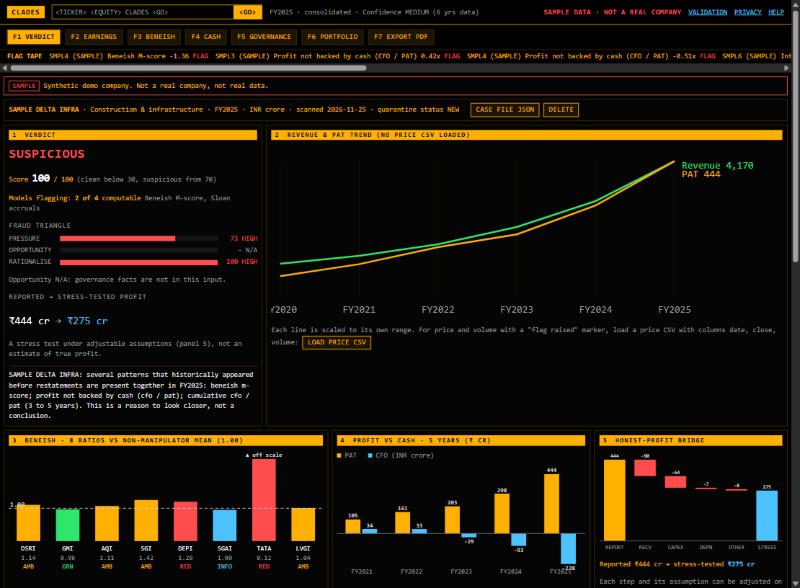 CLADES <TICKER> <EQUITY> CLADES <GO> <GO> FY2025 · consolidated · Confidence MEDIUM (6 yrs data) SAMPLE DATA · NOT A REAL COMPANY VALIDATION PRIVACY HELP
F1 VERDICT F2 EARNINGS F3 BENEISH F4 CASH F5 GOVERNANCE F6 PORTFOLIO F7 EXPORT PDF
FLAG TAPE SMPL4 (SAMPLE) Beneish M-score -1.36 FLAG SMPL3 (SAMPLE) Profit not backed by cash (CFO / PAT) 0.42x FLAG SMPL4 (SAMPLE) Profit not backed by cash (CFO / PAT) -0.51x FLAG SMPL6 (SAMPLE) Int
SAMPLE Synthetic demo company. Not a real company, not real data.
SAMPLE DELTA INFRA · Construction & infrastructure · FY2025 · INR crore · scanned 2026-11-25 · quarantine status NEW CASE FILE JSON DELETE
1 VERDICT
SUSPICIOUS
Score 100 / 100 (clean below 30, suspicious from 70)
Models flagging: 2 of 4 computable Beneish M-score, Sloan
accruals
FRAUD TRIANGLE
PRESSURE 73 HIGH
OPPORTUNITY – N/A
RATIONALISE 100 HIGH
Opportunity N/A: governance facts are not in this input.
REPORTED → STRESS-TESTED PROFIT
₹444 cr → ₹275 cr
A stress test under adjustable assumptions (panel 5), not an
estimate of true profit.
SAMPLE DELTA INFRA: several patterns that historically appeared
before restatements are present together in FY2025: beneish m-
score; profit not backed by cash (cfo / pat); cumulative cfo /
pat (3 to 5 years). This is a reason to look closer, not a
conclusion.
2 REVENUE & PAT TREND (NO PRICE CSV LOADED)
Revenue 4,170
PAT 444
Y2020 FY2021 FY2022 FY2023 FY2024 FY2025
Each line is scaled to its own range. For price and volume with a "flag raised" marker, load a price CSV with columns date, close,
volume: LOAD PRICE CSV
3 BENEISH · 8 RATIOS VS NON-MANIPULATOR MEAN (1.00)
▲ off scale
1.00
DSRI GMI AQI SGI DEPI SGAI TATA LVGI
1.14 0.98 1.11 1.42 1.20 1.00 0.12 1.04
AMB GRN AMB AMB RED INFO RED AMB
4 PROFIT VS CASH · 5 YEARS (₹ CR)
PAT CFO (INR crore)
105 34 161 33 203 -29 298 -83 444 -228
FY2021 FY2022 FY2023 FY2024 FY2025
5 HONEST-PROFIT BRIDGE
444 -90 -64 -7 -8 275
REPORT RECV CAPEX DEPN OTHER STRESS
Reported ₹444 cr → stress-tested ₹275 cr
Each step and its assumption can be adjusted on